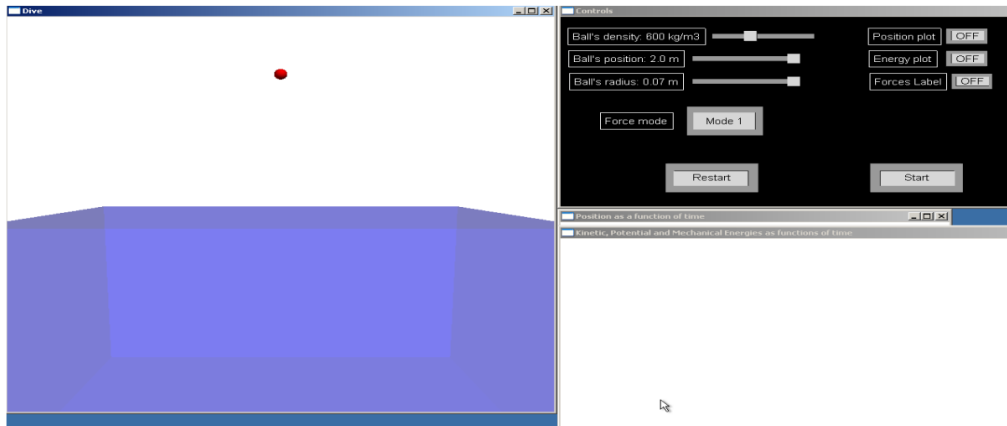 Dive
Controls
Ball's density: 600 kg/m3
Position plot OFF
Ball's position: 2.0 m
Energy plot OFF
Ball's radius: 0.07 m
Forces Label OFF
Force mode Mode 1
Restart Start
Position as a function of time
Kinetic, Potential and Mechanical Energies as functions of time